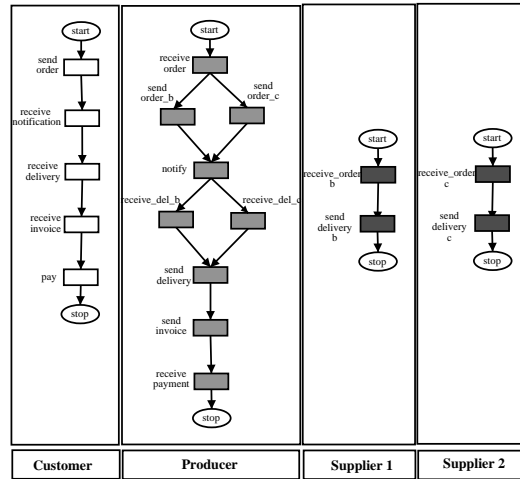 start
send
order
receive
notification
receive
delivery
receive
invoice
pay
stop
Customer
start
receive
order
send
order_b
send
order_c
notify
receive_del_b
receive_del_c
send
delivery
send
invoice
receive
payment
stop
Producer
start
receive_order
b
send
delivery
b
stop
Supplier 1
start
receive_order
c
send
delivery
c
stop
Supplier 2